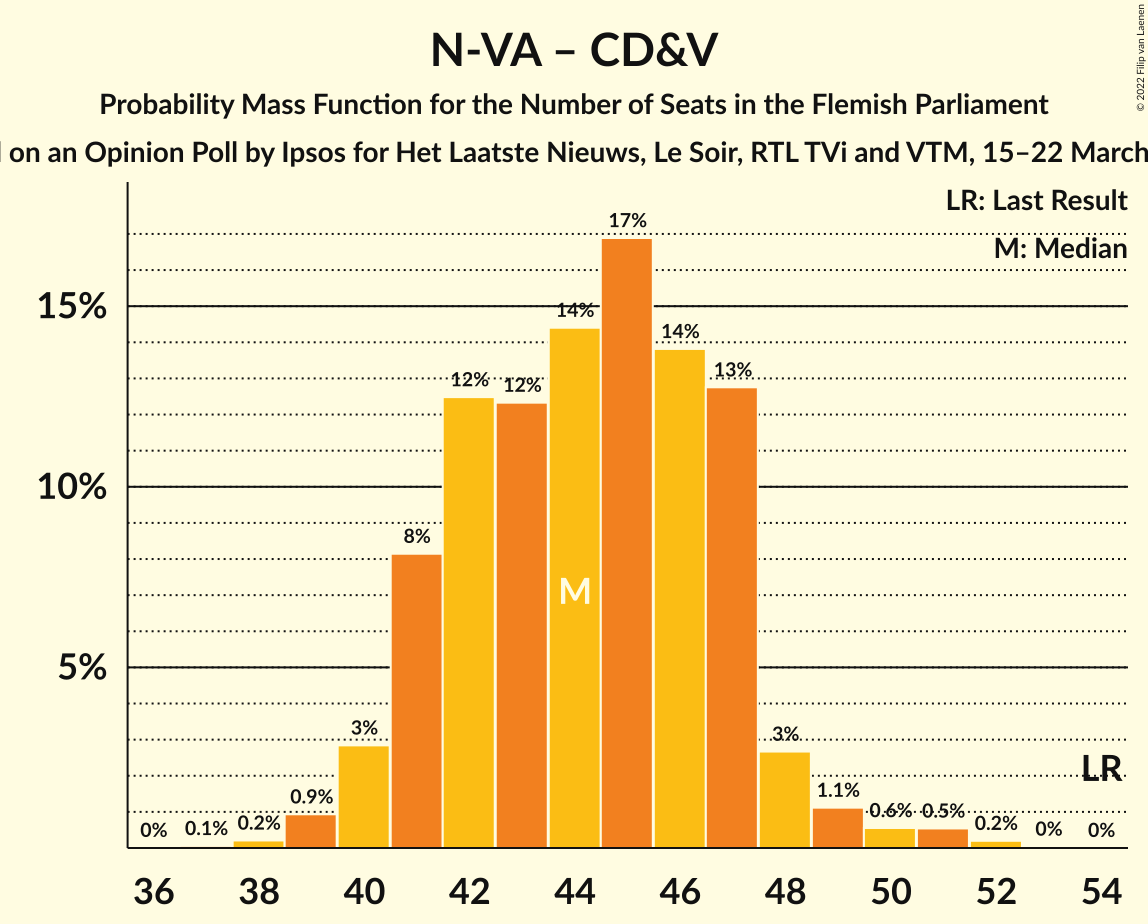 N-VA – CD&V
Probability Mass Function for the Number of Seats in the Flemish Parliament
on an Opinion Poll by Ipsos for Het Laatste Nieuws, Le Soir, RTL TVi and VTM, 15–22 March
© 2022 Filip van Laenen
LR: Last Result
M: Median
17%
15%
14%
14%
13%
12%
12%
10%
8%
M
5%
3%
3%
LR
1.1%
0.9%
0.6%
0.5%
0.2%
0.2%
0.1%
0%
0%
0%
36 38 40 42 44 46 48 50 52 54